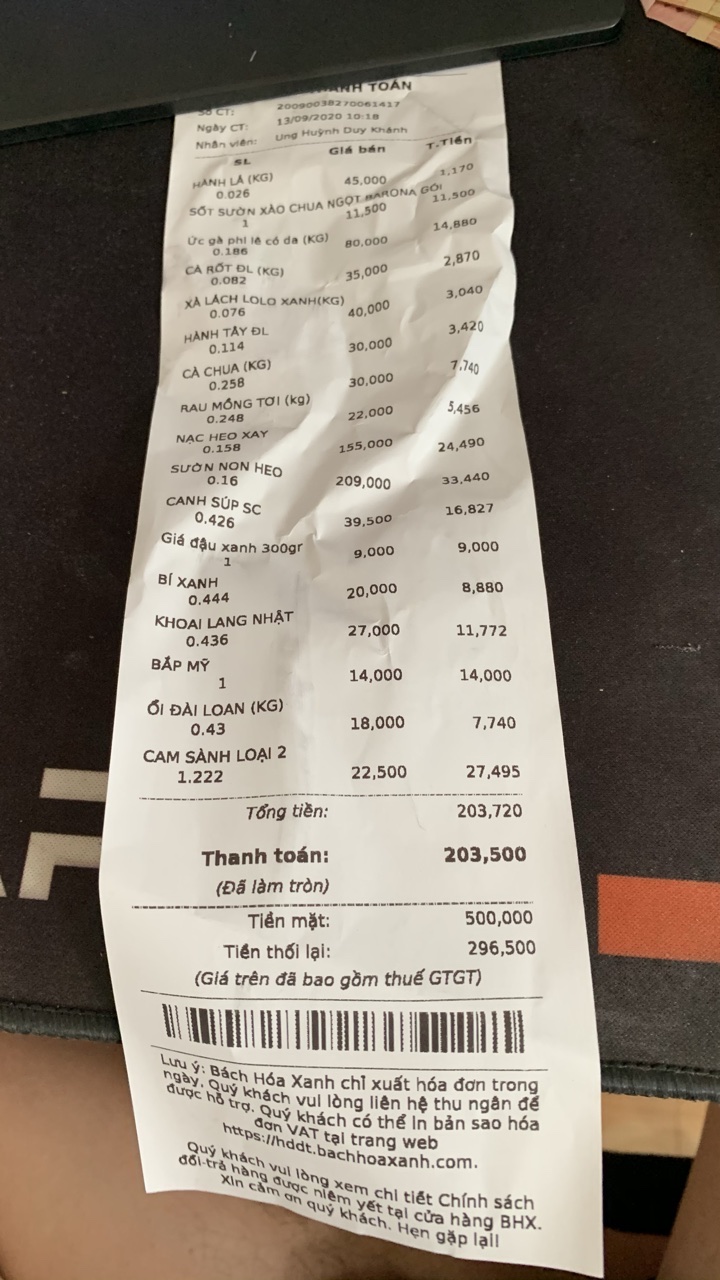 THANH TOÁN
Số CT: 20090038270061417
Ngày CT: 13/09/2020 10:18
Nhân viên: Ung Huỳnh Duy Khánh
SL Giá bán T.Tiền
HÀNH LÁ (KG)
0.026 45,000 1,170
SỐT SƯỜN XÀO CHUA NGỌT BARONA GÓI
1 11,500 11,500
Ức gà phi lê có da (KG)
0.186 80,000 14,880
CÀ RỐT ĐL (KG)
0.082 35,000 2,870
XÀ LÁCH LOLO XANH(KG)
0.076 40,000 3,040
HÀNH TÂY ĐL
0.114 30,000 3,420
CÀ CHUA (KG)
0.258 30,000 7,740
RAU MỒNG TƠI (kg)
0.248 22,000 5,456
NẠC HEO XAY
0.158 155,000 24,490
SƯỜN NON HEO
0.16 209,000 33,440
CANH SÚP SC
0.426 39,500 16,827
Giá đậu xanh 300gr
1 9,000 9,000
BÍ XANH
0.444 20,000 8,880
KHOAI LANG NHẬT
0.436 27,000 11,772
BẮP MỸ
1 14,000 14,000
ỔI ĐÀI LOAN (KG)
0.43 18,000 7,740
CAM SÀNH LOẠI 2
1.222 22,500 27,495
Tổng tiền: 203,720
Thanh toán: 203,500
(Đã làm tròn)
Tiền mặt: 500,000
Tiền thối lại: 296,500
(Giá trên đã bao gồm thuế GTGT)
Lưu ý: Bách Hóa Xanh chỉ xuất hóa đơn trong
ngày. Quý khách vui lòng liên hệ thu ngân để
được hỗ trợ. Quý khách có thể in bản sao hóa
đơn VAT tại trang web
https://hddt.bachhoaxanh.com.
Quý khách vui lòng xem chi tiết Chính sách
đổi-trả hàng được niêm yết tại cửa hàng BHX.
Xin cảm ơn quý khách. Hẹn gặp lại!